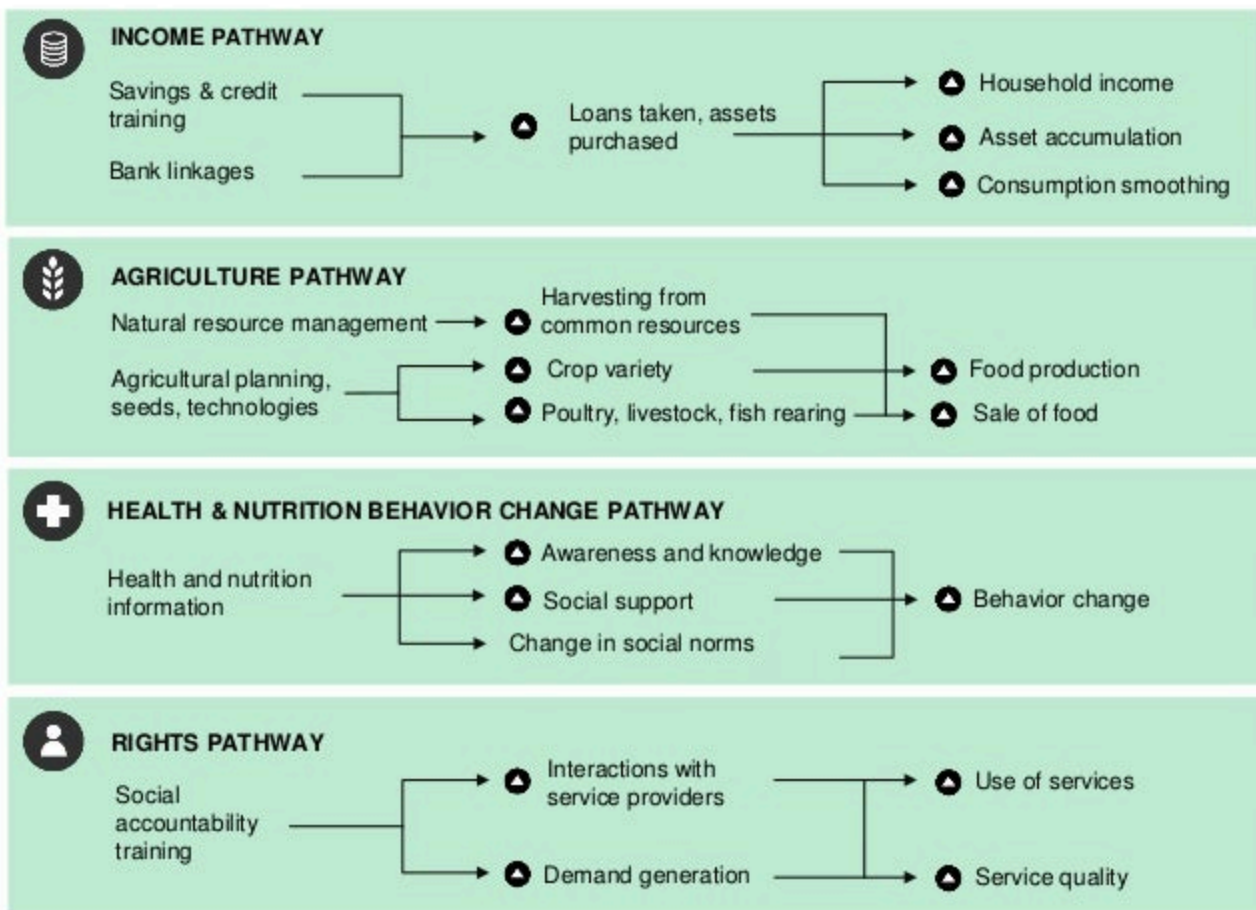 INCOME PATHWAY
Savings & credit
training
Bank linkages
Loans taken, assets
purchased
Household income
Asset accumulation
Consumption smoothing
AGRICULTURE PATHWAY
Natural resource management
Agricultural planning,
seeds, technologies
Harvesting from
common resources
Crop variety
Poultry, livestock, fish rearing
Food production
Sale of food
HEALTH & NUTRITION BEHAVIOR CHANGE PATHWAY
Health and nutrition
information
Awareness and knowledge
Social support
Change in social norms
Behavior change
RIGHTS PATHWAY
Social
accountability
training
Interactions with
service providers
Demand generation
Use of services
Service quality